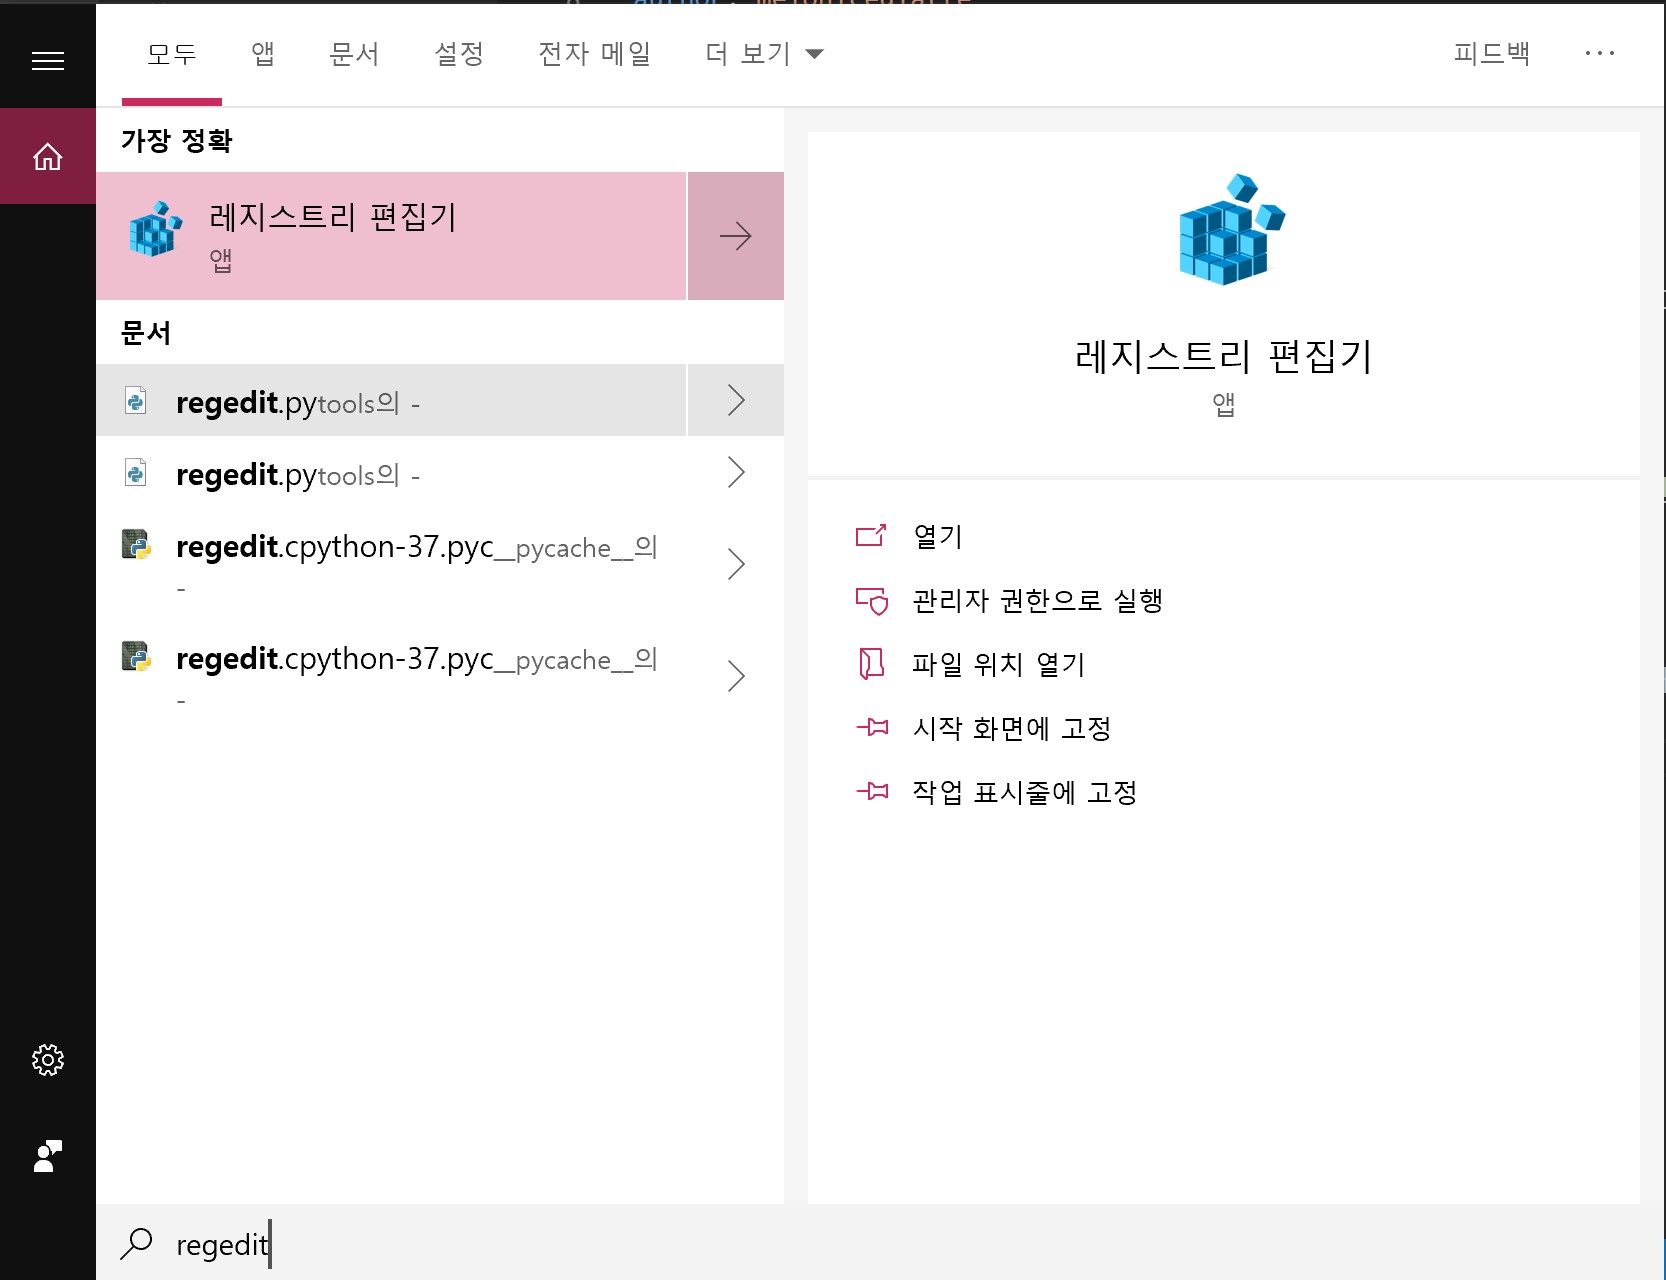 모두 앱 문서 설정 전자 메일 더 보기 피드백 ...
가장 정확
레지스트리 편집기
앱
문서
regedit.pytools의 -
regedit.pytools의 -
regedit.cpython-37.pyc__pycache__의
-
regedit.cpython-37.pyc__pycache__의
-
레지스트리 편집기
앱
열기
관리자 권한으로 실행
파일 위치 열기
시작 화면에 고정
작업 표시줄에 고정
regedit